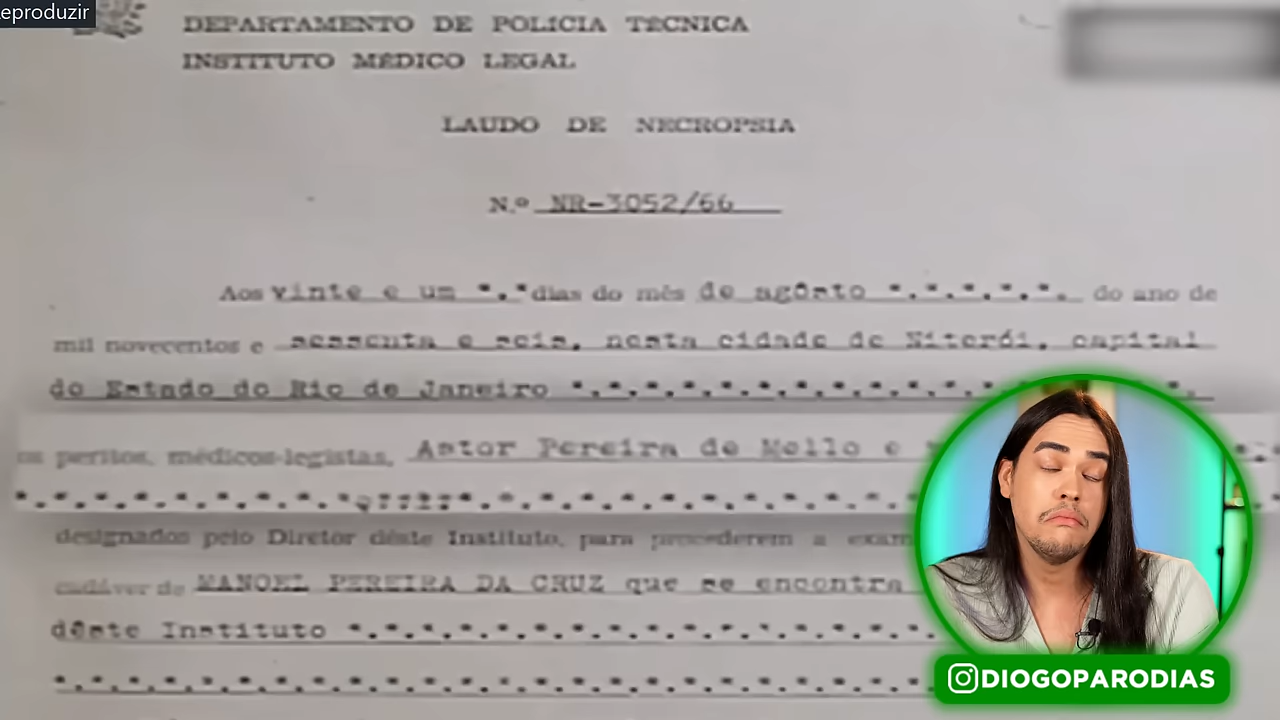 eproduzir
DEPARTAMENTO DE POLÍCIA TÉCNICA
INSTITUTO MÉDICO LEGAL
LAUDO DE NECROPSIA
N.º NR-3052/66
Aos vinte e um *.* dias do mês de agôsto *.*.*.*.*. do ano de
mil novecentos e sessenta e seis, nesta cidade de Niterói, capital
do Estado do Rio de Janeiro *.*.*.*.*.*.*.*.*.*.*.
os peritos, médicos-legistas, Astor Pereira de Mello e
designados pelo Diretor dêste Instituto, para procederem a exam
cadáver de MANOEL PEREIRA DA CRUZ que se encontra
dêste Instituto *.*.*.*.*.*.*.*.*.*.*.*.*.*
DIOGOPARODIAS